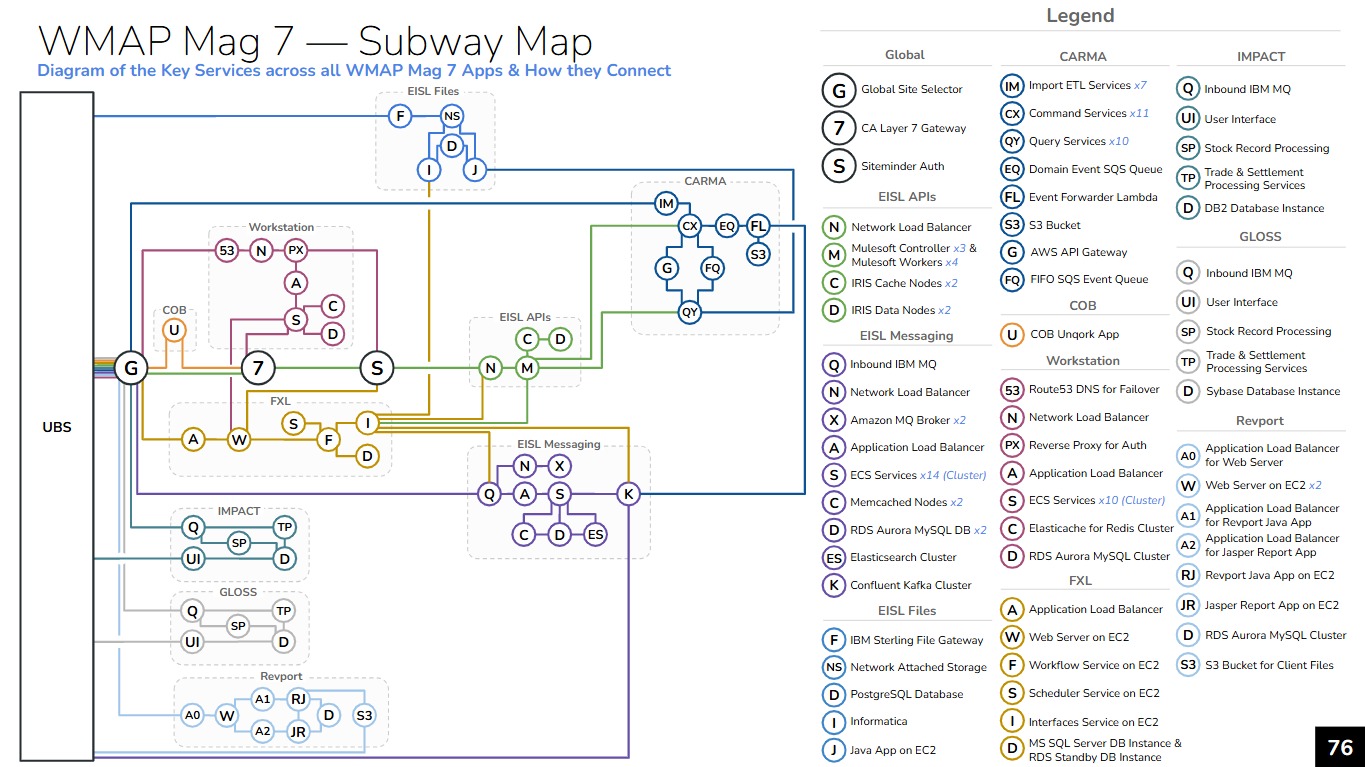 WMAP Mag 7 — Subway Map
Diagram of the Key Services across all WMAP Mag 7 Apps & How they Connect
UBS
EISL Files
F
NS
D
I
J
CARMA
IM
CX
EQ
FL
S3
G
FQ
QY
Workstation
53
N
PX
A
S
C
D
COB
U
G
7
S
EISL APIs
C
D
N
M
FXL
A
W
S
F
I
D
EISL Messaging
N
X
Q
A
S
K
C
D
ES
IMPACT
Q
TP
SP
UI
D
GLOSS
Q
TP
SP
UI
D
Revport
A0
W
A1
RJ
D
S3
A2
JR
Legend
Global
G Global Site Selector
7 CA Layer 7 Gateway
S Siteminder Auth
EISL APIs
N Network Load Balancer
M Mulesoft Controller x3 &
Mulesoft Workers x4
C IRIS Cache Nodes x2
D IRIS Data Nodes x2
EISL Messaging
Q Inbound IBM MQ
N Network Load Balancer
X Amazon MQ Broker x2
A Application Load Balancer
S ECS Services x14 (Cluster)
C Memcached Nodes x2
D RDS Aurora MySQL DB x2
ES Elasticsearch Cluster
K Confluent Kafka Cluster
EISL Files
F IBM Sterling File Gateway
NS Network Attached Storage
D PostgreSQL Database
I Informatica
J Java App on EC2
CARMA
IM Import ETL Services x7
CX Command Services x11
QY Query Services x10
EQ Domain Event SQS Queue
FL Event Forwarder Lambda
S3 S3 Bucket
G AWS API Gateway
FQ FIFO SQS Event Queue
COB
U COB Unqork App
Workstation
53 Route53 DNS for Failover
N Network Load Balancer
PX Reverse Proxy for Auth
A Application Load Balancer
S ECS Services x10 (Cluster)
C Elasticache for Redis Cluster
D RDS Aurora MySQL Cluster
FXL
A Application Load Balancer
W Web Server on EC2
F Workflow Service on EC2
S Scheduler Service on EC2
I Interfaces Service on EC2
D MS SQL Server DB Instance &
RDS Standby DB Instance
IMPACT
Q Inbound IBM MQ
UI User Interface
SP Stock Record Processing
TP Trade & Settlement
Processing Services
D DB2 Database Instance
GLOSS
Q Inbound IBM MQ
UI User Interface
SP Stock Record Processing
TP Trade & Settlement
Processing Services
D Sybase Database Instance
Revport
A0 Application Load Balancer
for Web Server
W Web Server on EC2 x2
A1 Application Load Balancer
for Revport Java App
A2 Application Load Balancer
for Jasper Report App
RJ Revport Java App on EC2
JR Jasper Report App on EC2
D RDS Aurora MySQL Cluster
S3 S3 Bucket for Client Files
76